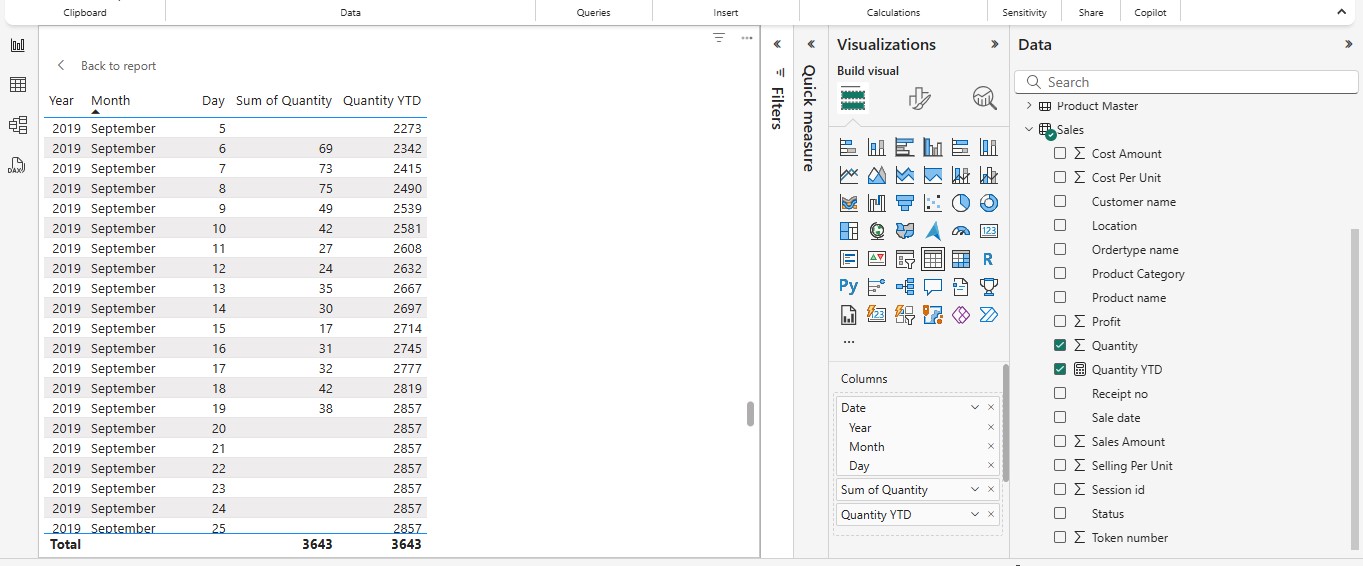 Clipboard Data Queries Insert Calculations Sensitivity Share Copilot
Back to report
Year Month Day Sum of Quantity Quantity YTD
2019 September 5 2273
2019 September 6 69 2342
2019 September 7 73 2415
2019 September 8 75 2490
2019 September 9 49 2539
2019 September 10 42 2581
2019 September 11 27 2608
2019 September 12 24 2632
2019 September 13 35 2667
2019 September 14 30 2697
2019 September 15 17 2714
2019 September 16 31 2745
2019 September 17 32 2777
2019 September 18 42 2819
2019 September 19 38 2857
2019 September 20 2857
2019 September 21 2857
2019 September 22 2857
2019 September 23 2857
2019 September 24 2857
2019 September 25 2857
Total 3643 3643
Filters
Quick measure
Visualizations
Build visual
123
R
Py
123
...
Columns
Date
Year
Month
Day
Sum of Quantity
Quantity YTD
Data
Search
Product Master
Sales
Cost Amount
Cost Per Unit
Customer name
Location
Ordertype name
Product Category
Product name
Profit
Quantity
Quantity YTD
Receipt no
Sale date
Sales Amount
Selling Per Unit
Session id
Status
Token number
DAX